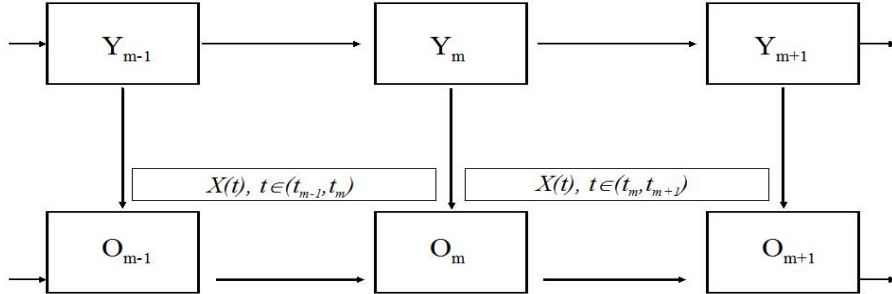 Y_{m-1} Y_m Y_{m+1}
X(t), t∈(t_{m-1},t_m) X(t), t∈(t_m,t_{m+1})
O_{m-1} O_m O_{m+1}